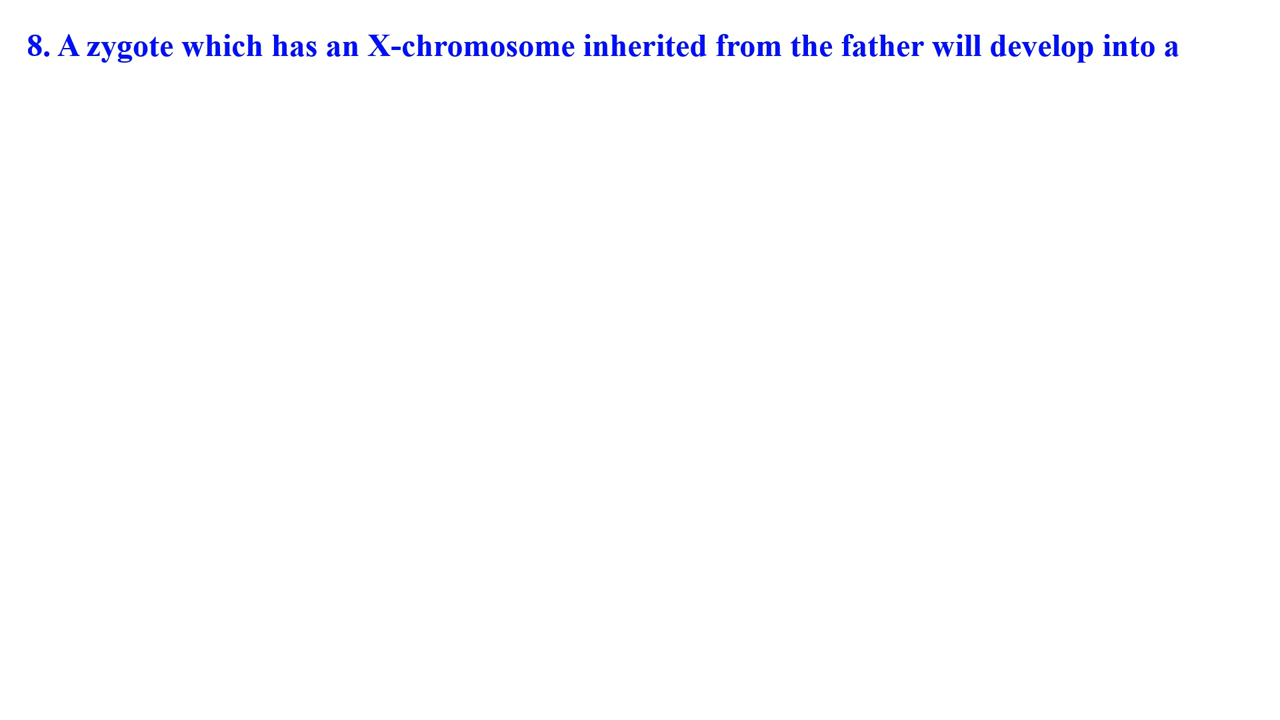 8. A zygote which has an X-chromosome inherited from the father will develop into a